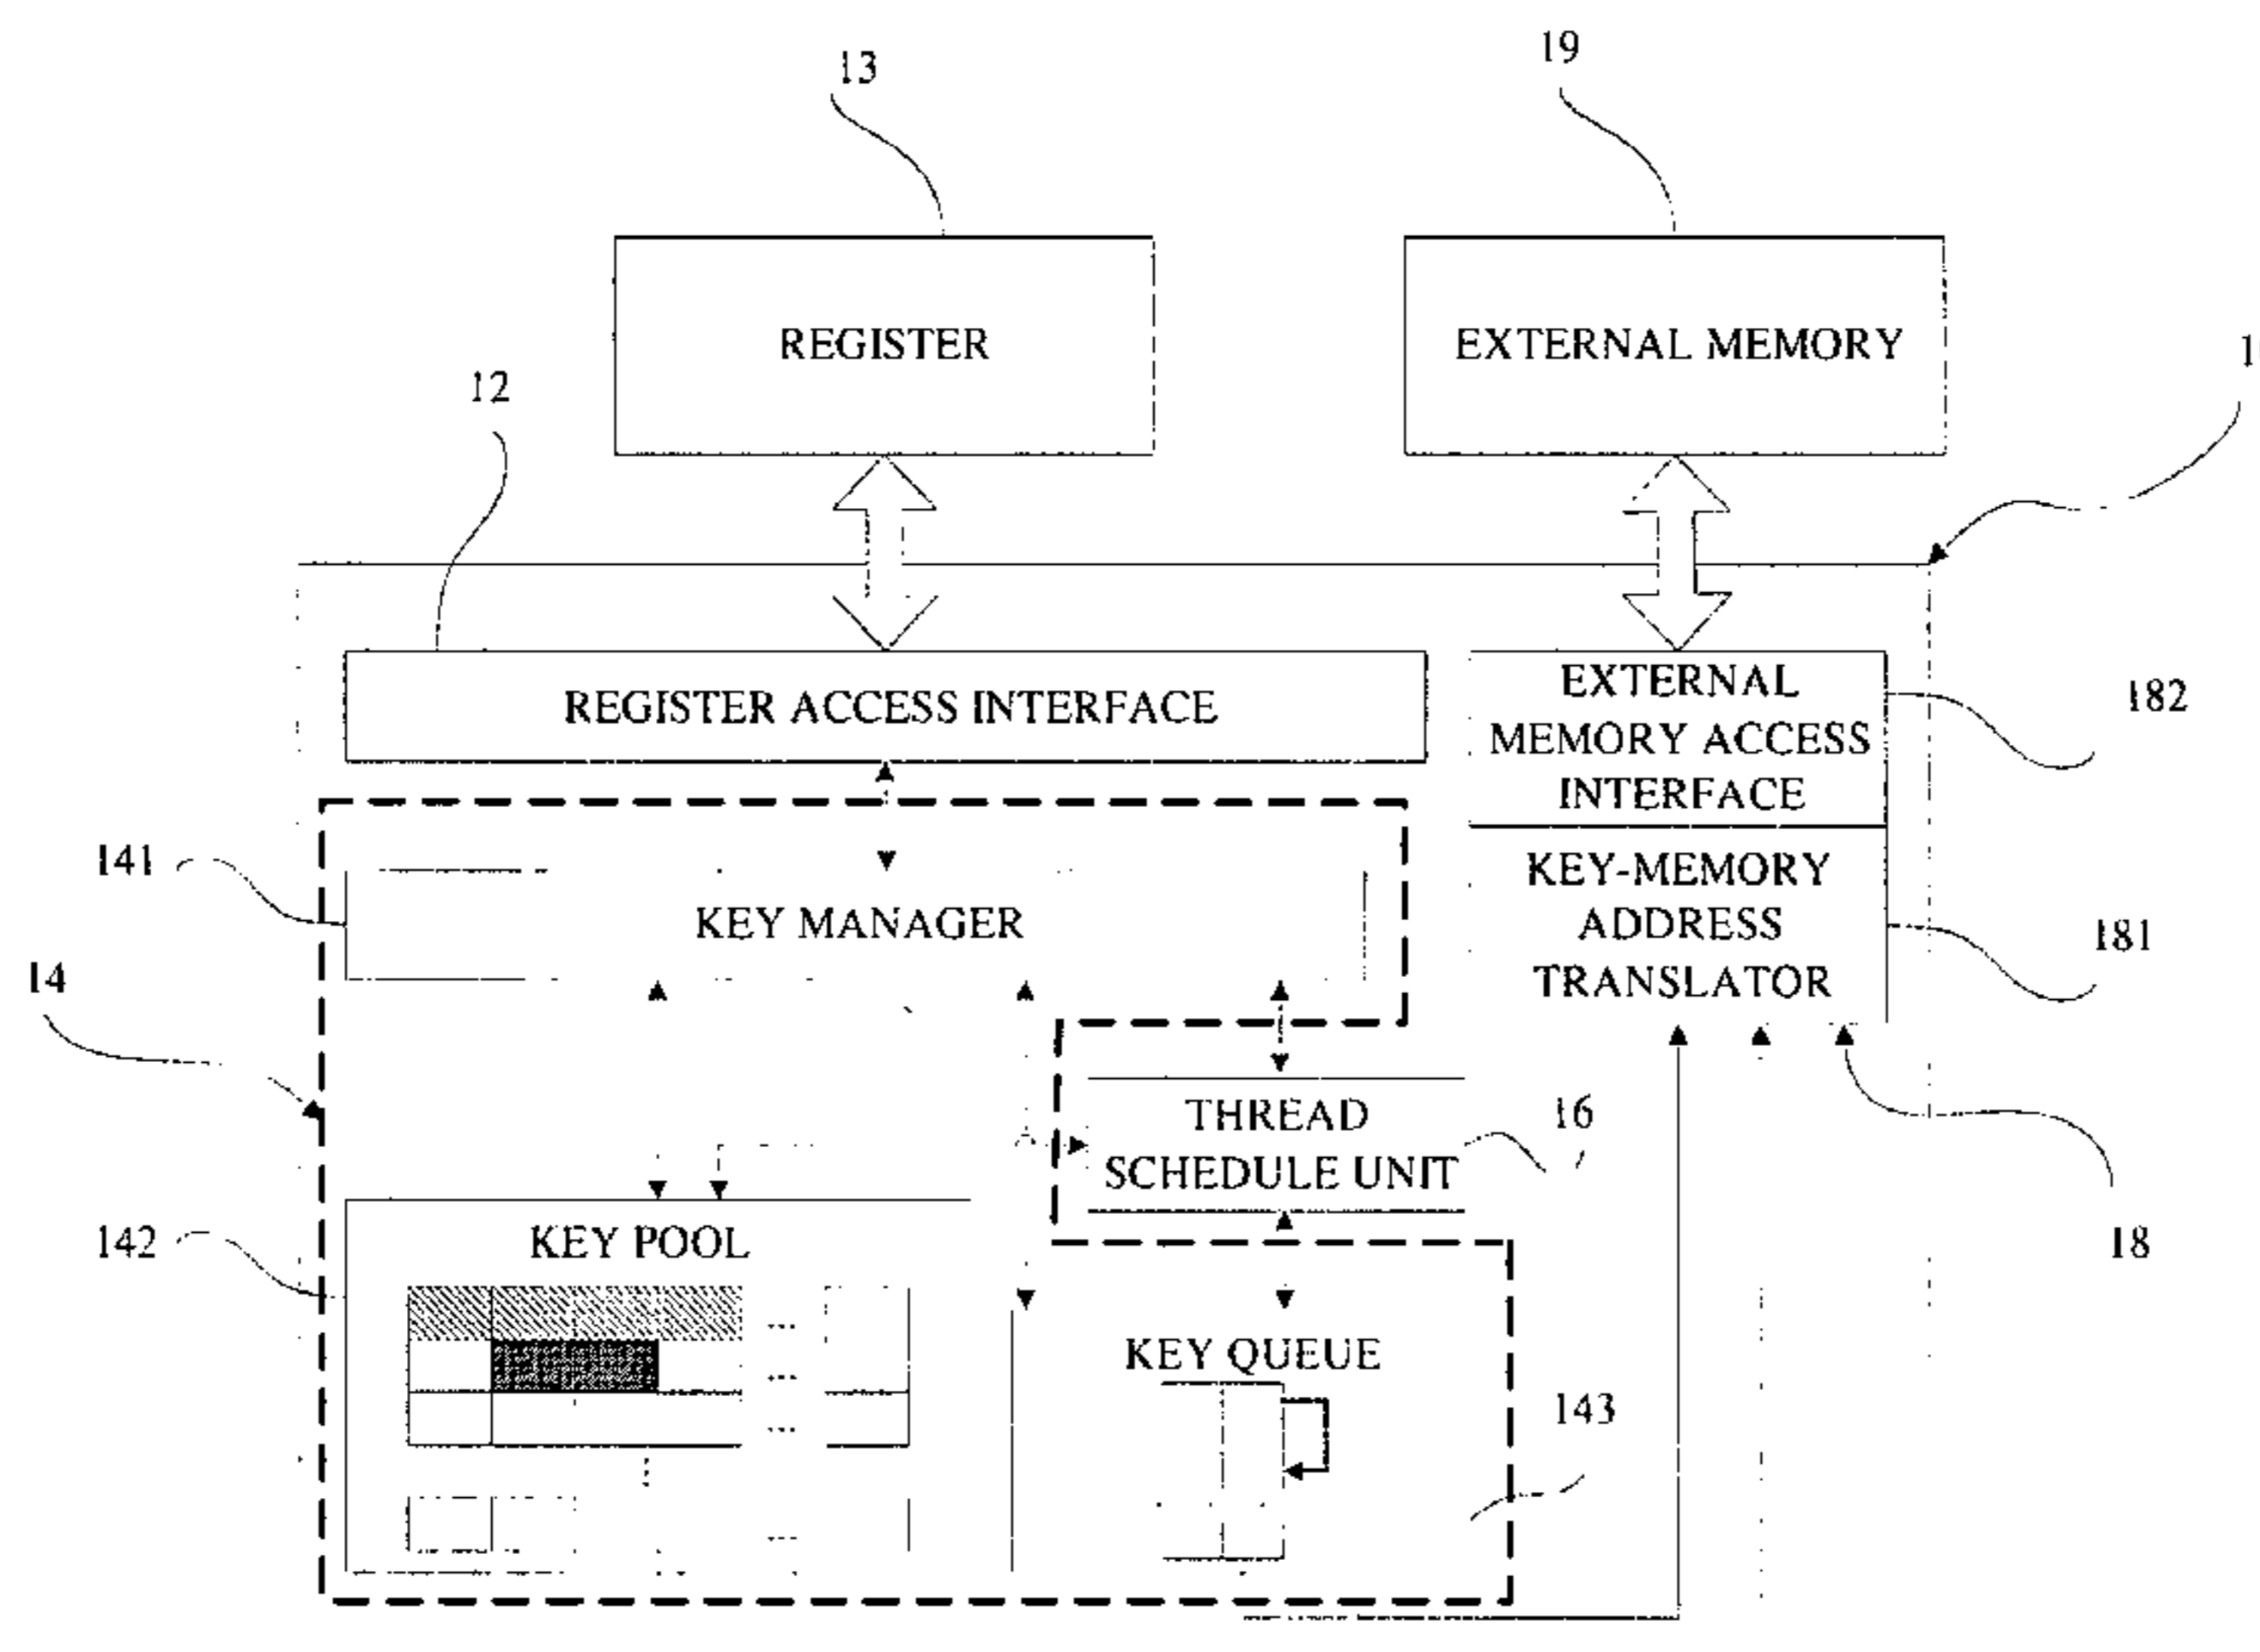 13
19
REGISTER
EXTERNAL MEMORY
12
REGISTER ACCESS INTERFACE
EXTERNAL
MEMORY ACCESS
INTERFACE
182
141
KEY MANAGER
KEY-MEMORY
ADDRESS
TRANSLATOR
181
14
THREAD
SCHEDULE UNIT
16
18
142
KEY POOL
KEY QUEUE
143